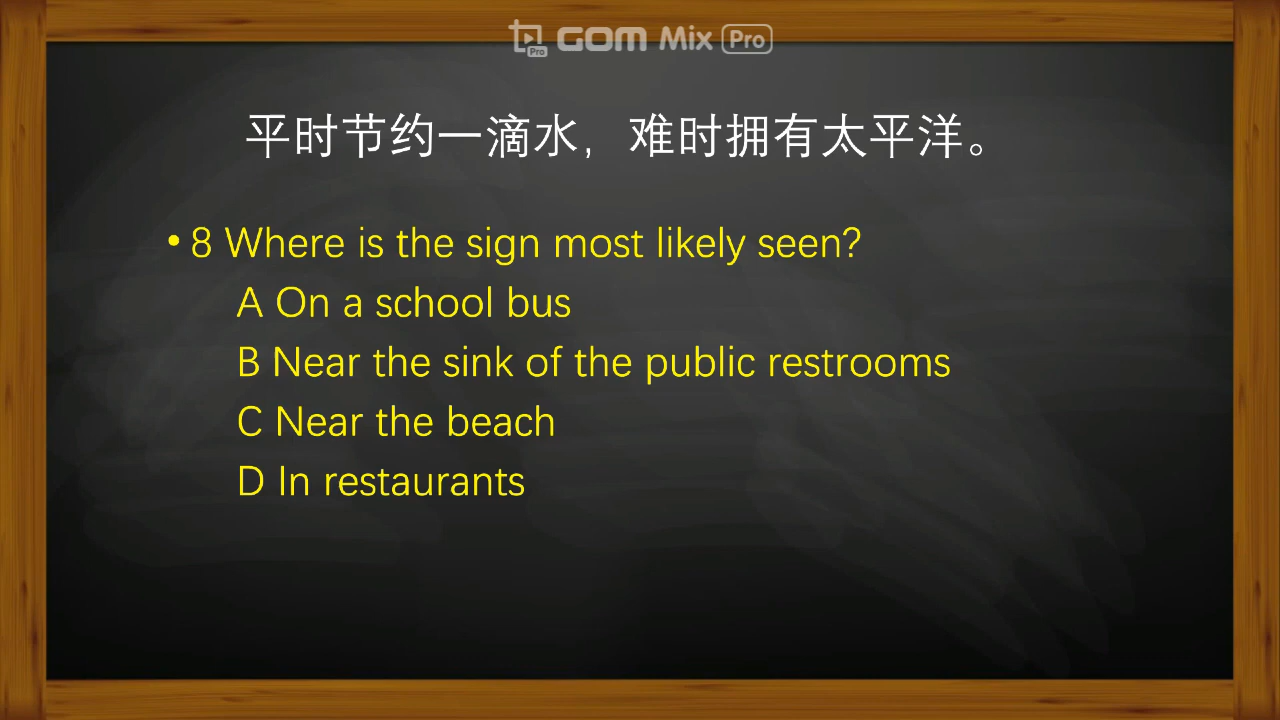 GOM Mix Pro
平时节约一滴水，难时拥有太平洋。
• 8 Where is the sign most likely seen?
A On a school bus
B Near the sink of the public restrooms
C Near the beach
D In restaurants